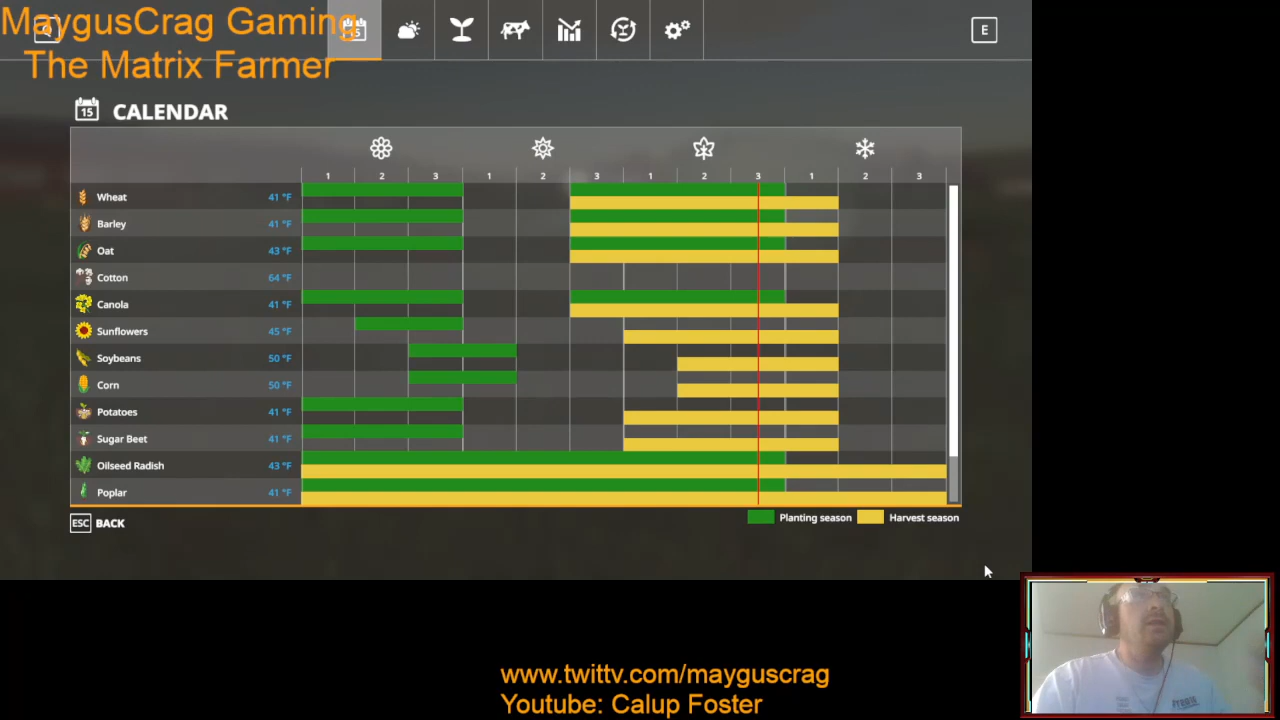 MaygusCrag Gaming
The Matrix Farmer
15
E
15 CALENDAR
1 2 3 1 2 3 1 2 3 1 2 3
Wheat 41 °F
Barley 41 °F
Oat 43 °F
Cotton 64 °F
Canola 41 °F
Sunflowers 45 °F
Soybeans 50 °F
Corn 50 °F
Potatoes 41 °F
Sugar Beet 41 °F
Oilseed Radish 43 °F
Poplar 41 °F
ESC BACK
Planting season Harvest season
www.twittv.com/mayguscrag
Youtube: Calup Foster